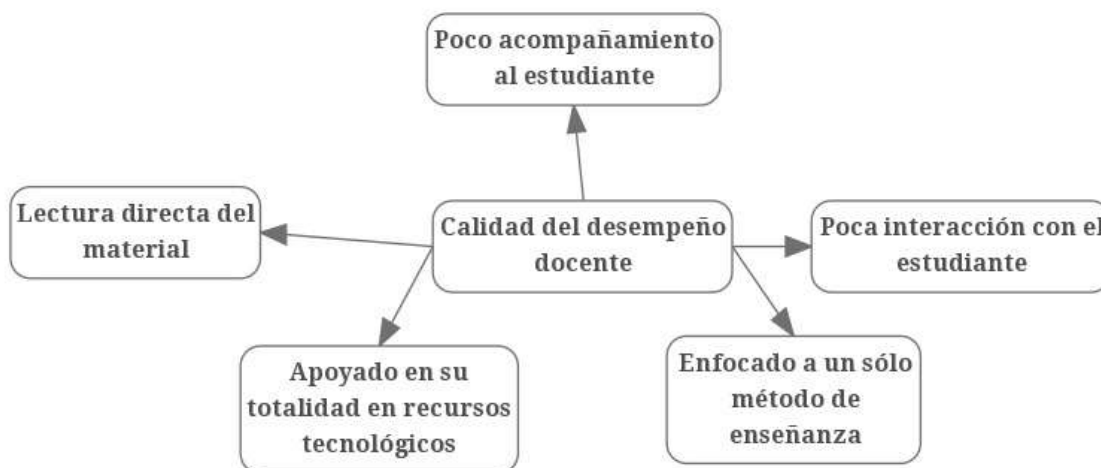 Poco acompañamiento
al estudiante
Lectura directa del
material
Calidad del desempeño
docente
Poca interacción con el
estudiante
Apoyado en su
totalidad en recursos
tecnológicos
Enfocado a un sólo
método de
enseñanza